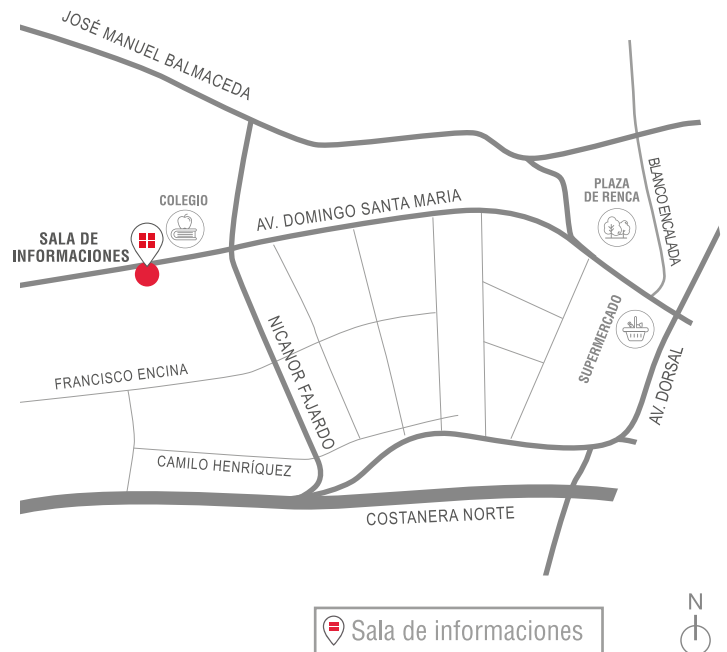 JOSÉ MANUEL BALMACEDA
COLEGIO
AV. DOMINGO SANTA MARIA
PLAZA
DE RENCA
BLANCO ENCALADA
SALA DE
INFORMACIONES
NICANOR FAJARDO
SUPERMERCADO
AV. DORSAL
FRANCISCO ENCINA
CAMILO HENRÍQUEZ
COSTANERA NORTE
Sala de informaciones
N